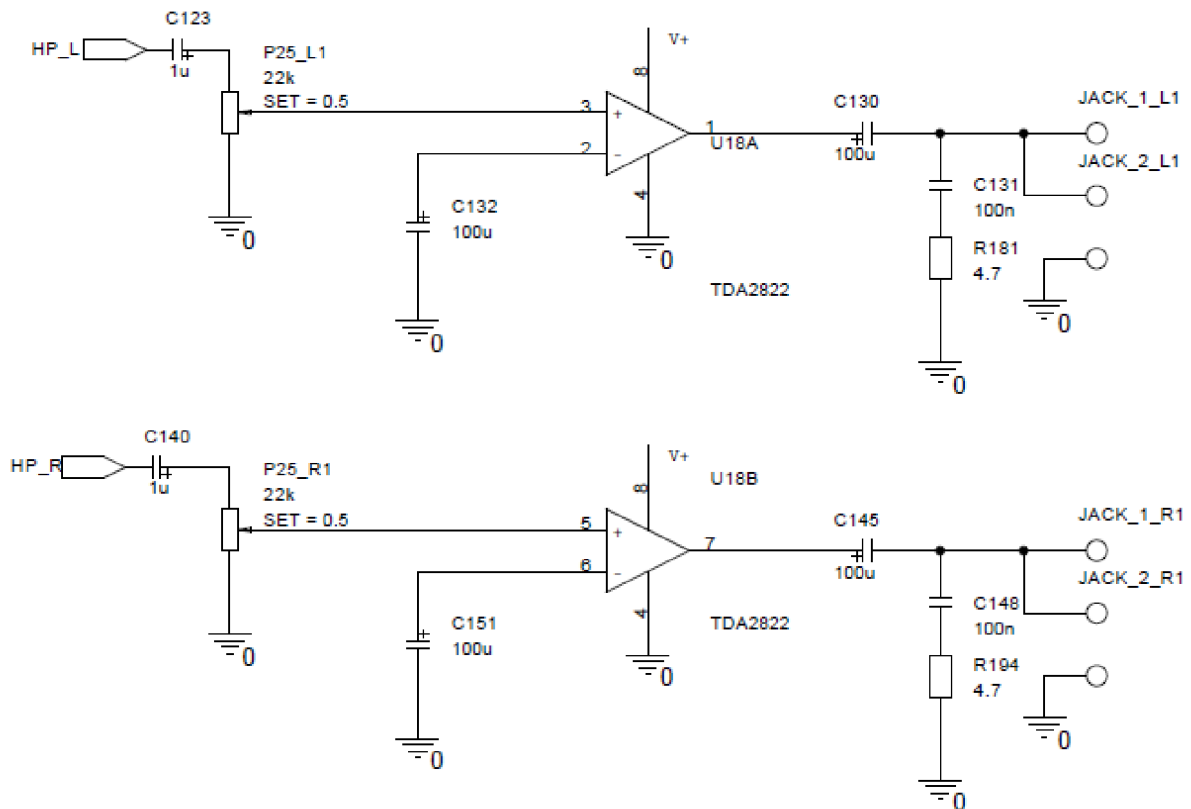 C123
HP_L
1u
P25_L1
22k
SET = 0.5
V+
8
3
+
2
-
1
U18A
4
0
C132
100u
0
0
TDA2822
C130
100u
JACK_1_L1
JACK_2_L1
C131
100n
R181
4.7
0
0
C140
HP_R
1u
P25_R1
22k
SET = 0.5
V+
8
U18B
5
+
6
-
7
4
0
C151
100u
0
0
TDA2822
C145
100u
JACK_1_R1
JACK_2_R1
C148
100n
R194
4.7
0
0